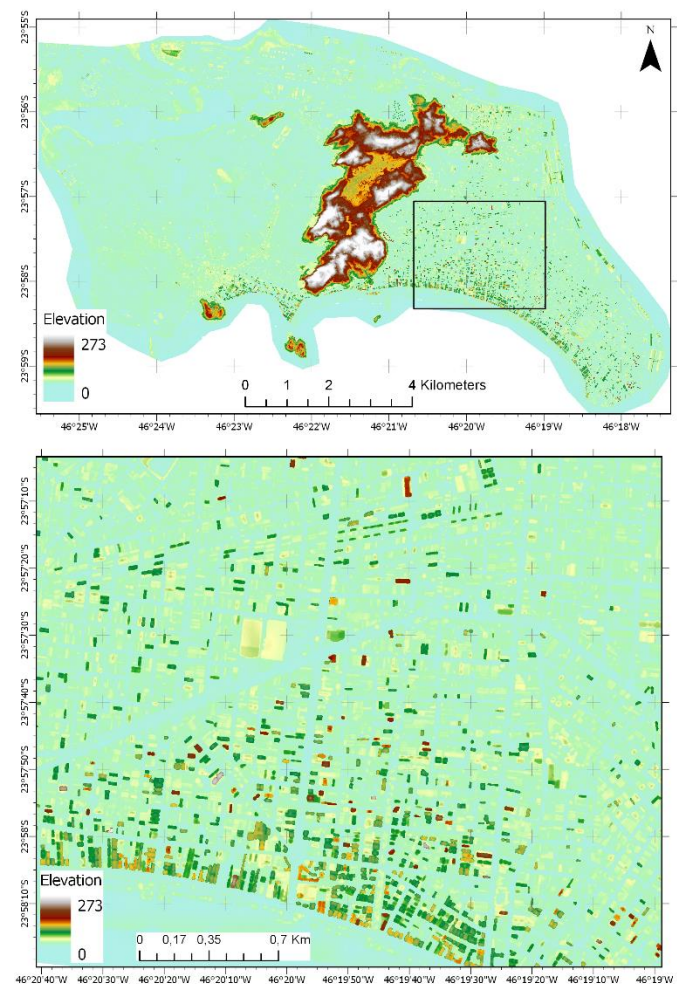 23°55'S
N
23°56'S
23°57'S
23°58'S
Elevation
273
0
23°59'S
0 1 2 4 Kilometers
46°25'W 46°24'W 46°23'W 46°22'W 46°21'W 46°20'W 46°19'W 46°18'W
23°57'10"S
23°57'20"S
23°57'30"S
23°57'40"S
23°57'50"S
23°58'S
Elevation
273
23°58'10"S
0
0 0,17 0,35 0,7 Km
46°20'40"W 46°20'30"W 46°20'20"W 46°20'10"W 46°20'W 46°19'50"W 46°19'40"W 46°19'30"W 46°19'20"W 46°19'10"W 46°19'W